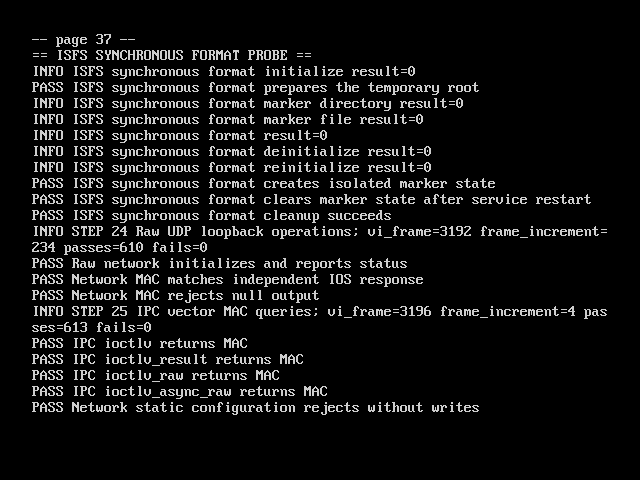 -- page 37 --
== ISFS SYNCHRONOUS FORMAT PROBE ==
INFO ISFS synchronous format initialize result=0
PASS ISFS synchronous format prepares the temporary root
INFO ISFS synchronous format marker directory result=0
INFO ISFS synchronous format marker file result=0
INFO ISFS synchronous format result=0
INFO ISFS synchronous format deinitialize result=0
INFO ISFS synchronous format reinitialize result=0
PASS ISFS synchronous format creates isolated marker state
PASS ISFS synchronous format clears marker state after service restart
PASS ISFS synchronous format cleanup succeeds
INFO STEP 24 Raw UDP loopback operations; vi_frame=3192 frame_increment=
234 passes=610 fails=0
PASS Raw network initializes and reports status
PASS Network MAC matches independent IOS response
PASS Network MAC rejects null output
INFO STEP 25 IPC vector MAC queries; vi_frame=3196 frame_increment=4 pas
ses=613 fails=0
PASS IPC ioctlv returns MAC
PASS IPC ioctlv_result returns MAC
PASS IPC ioctlv_raw returns MAC
PASS IPC ioctlv_async_raw returns MAC
PASS Network static configuration rejects without writes